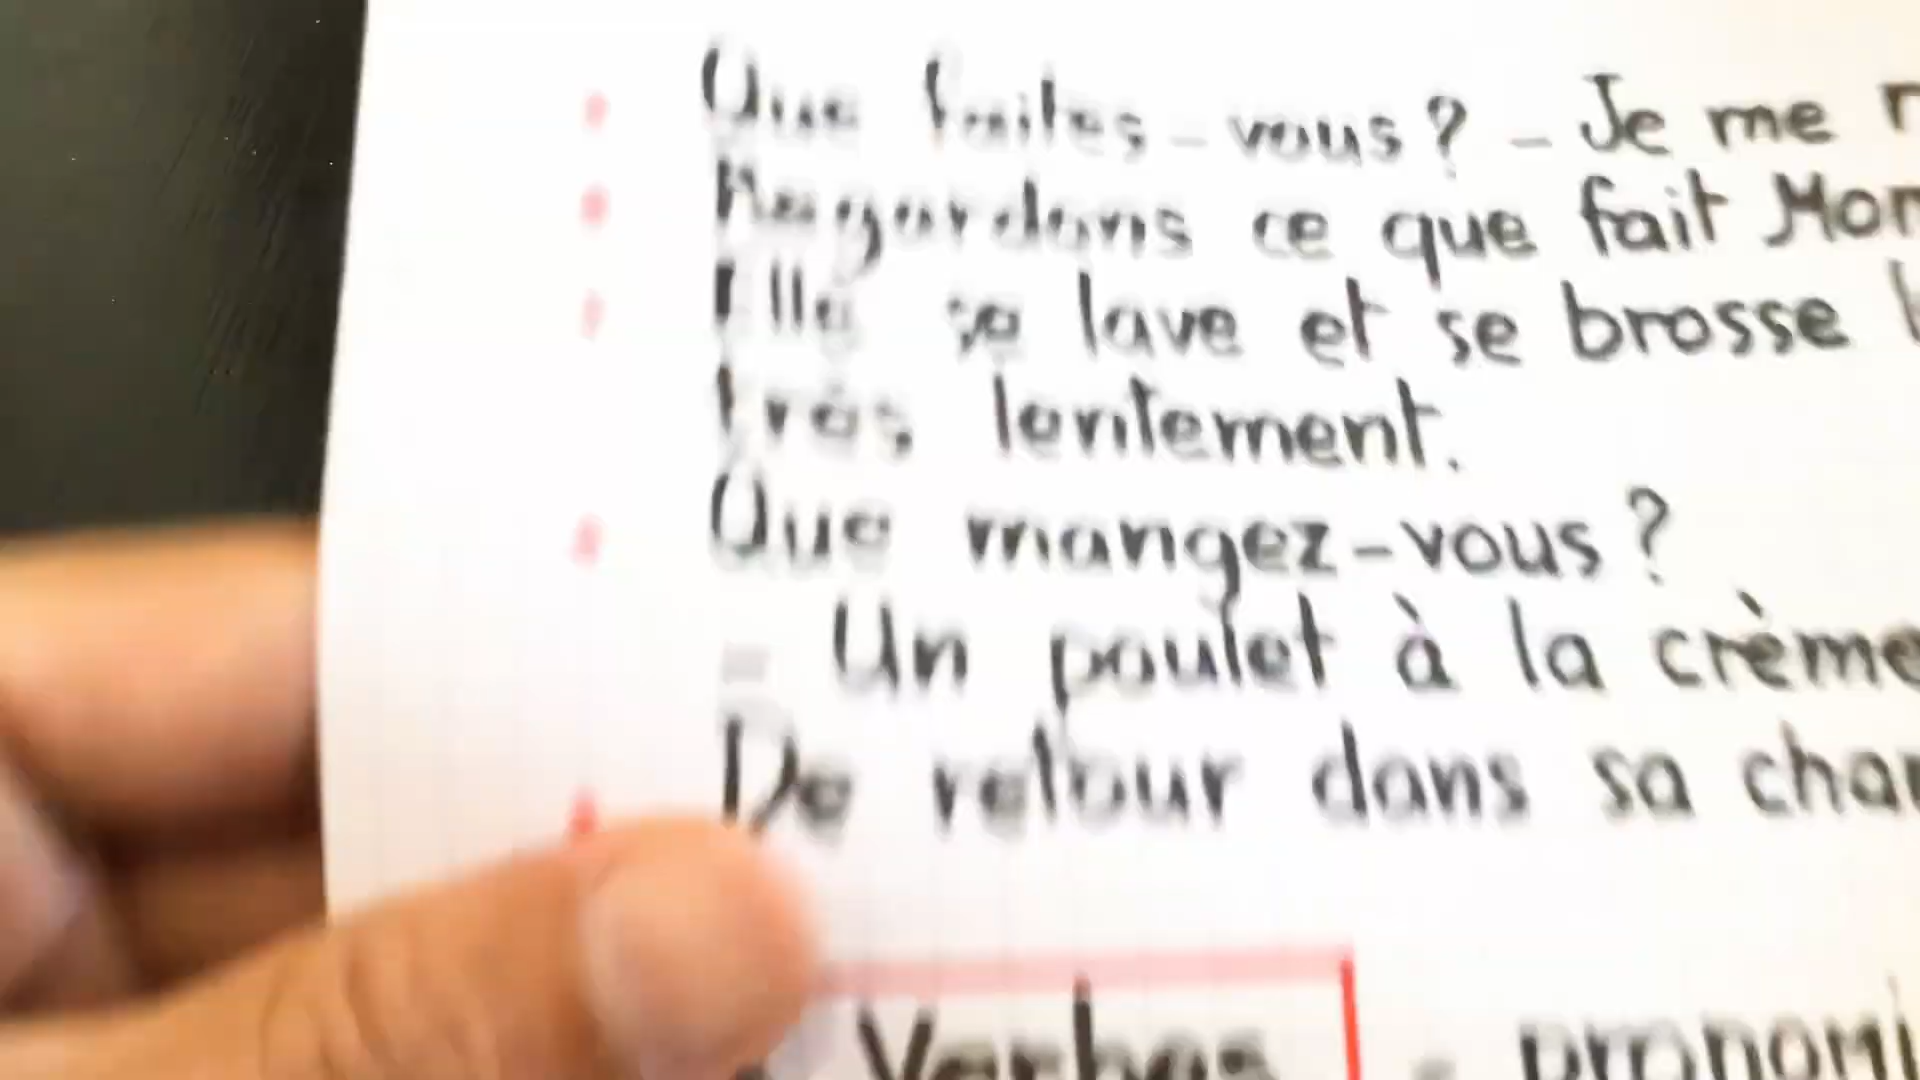 Que faites-vous? - Je me
Regardons ce que fait
Elle se lave et se brosse
très lentement.
Que mangez-vous?
- Un poulet à la crème
De retour dans sa
Verbes